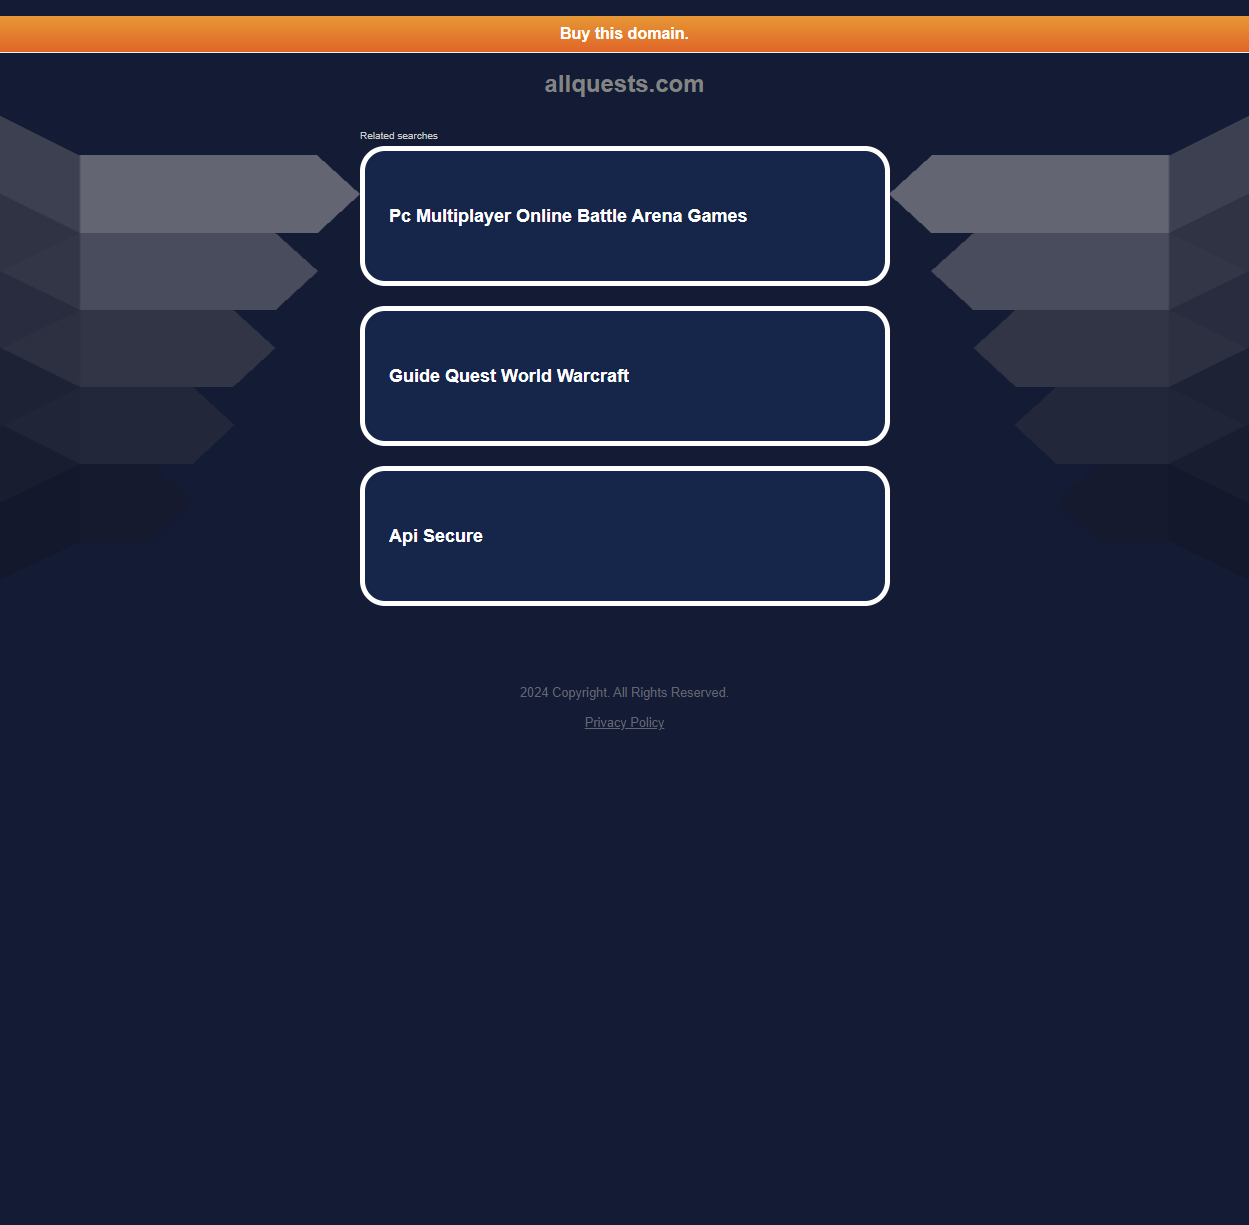 Buy this domain.
allquests.com
Related searches
Pc Multiplayer Online Battle Arena Games
Guide Quest World Warcraft
Api Secure
2024 Copyright. All Rights Reserved.
Privacy Policy